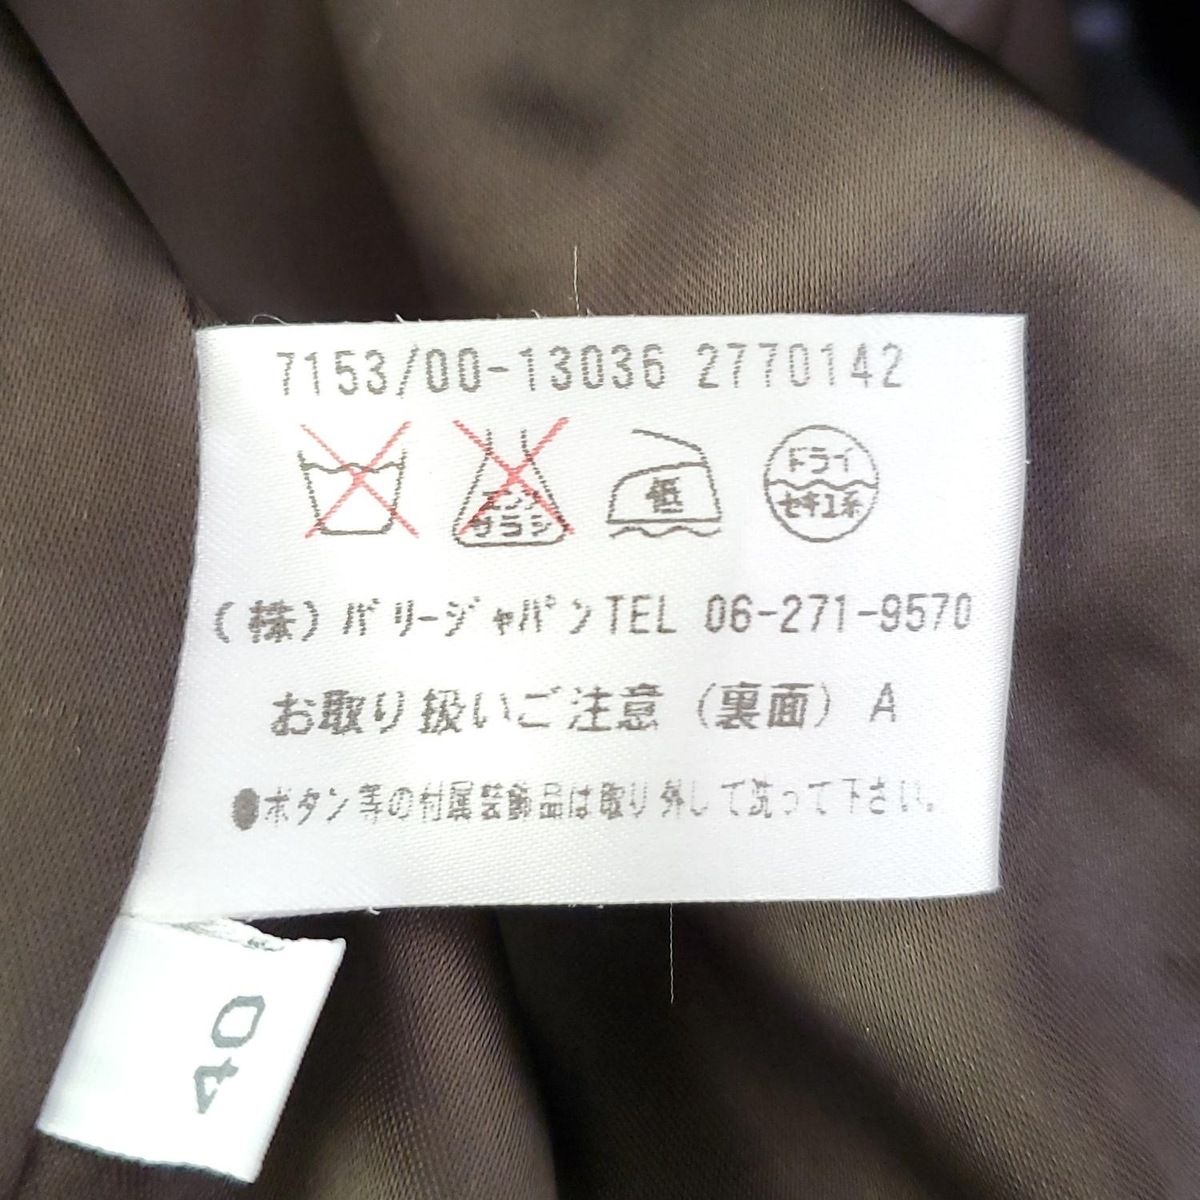 7153/00-13036 2770142
エンソ
サラシ
低
ドライ
セキユ系
(株)バリージャパンTEL 06-271-9570
お取り扱いご注意(裏面)A
●ボタン等の付属装飾品は取り外して洗って下さい。
40